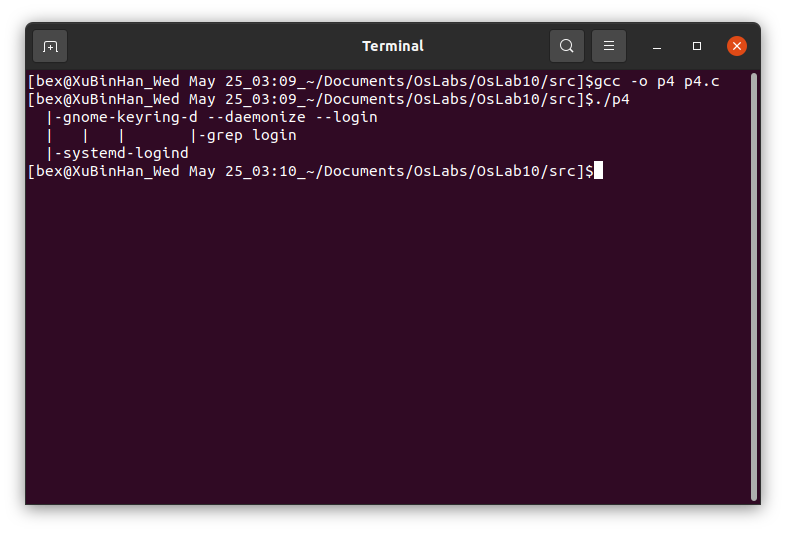 Terminal
[bex@XuBinHan_Wed May 25_03:09_~/Documents/OsLabs/OsLab10/src]$gcc -o p4 p4.c
[bex@XuBinHan_Wed May 25_03:09_~/Documents/OsLabs/OsLab10/src]$./p4
  |-gnome-keyring-d --daemonize --login
  |   |   |       |-grep login
  |-systemd-logind
[bex@XuBinHan_Wed May 25_03:10_~/Documents/OsLabs/OsLab10/src]$